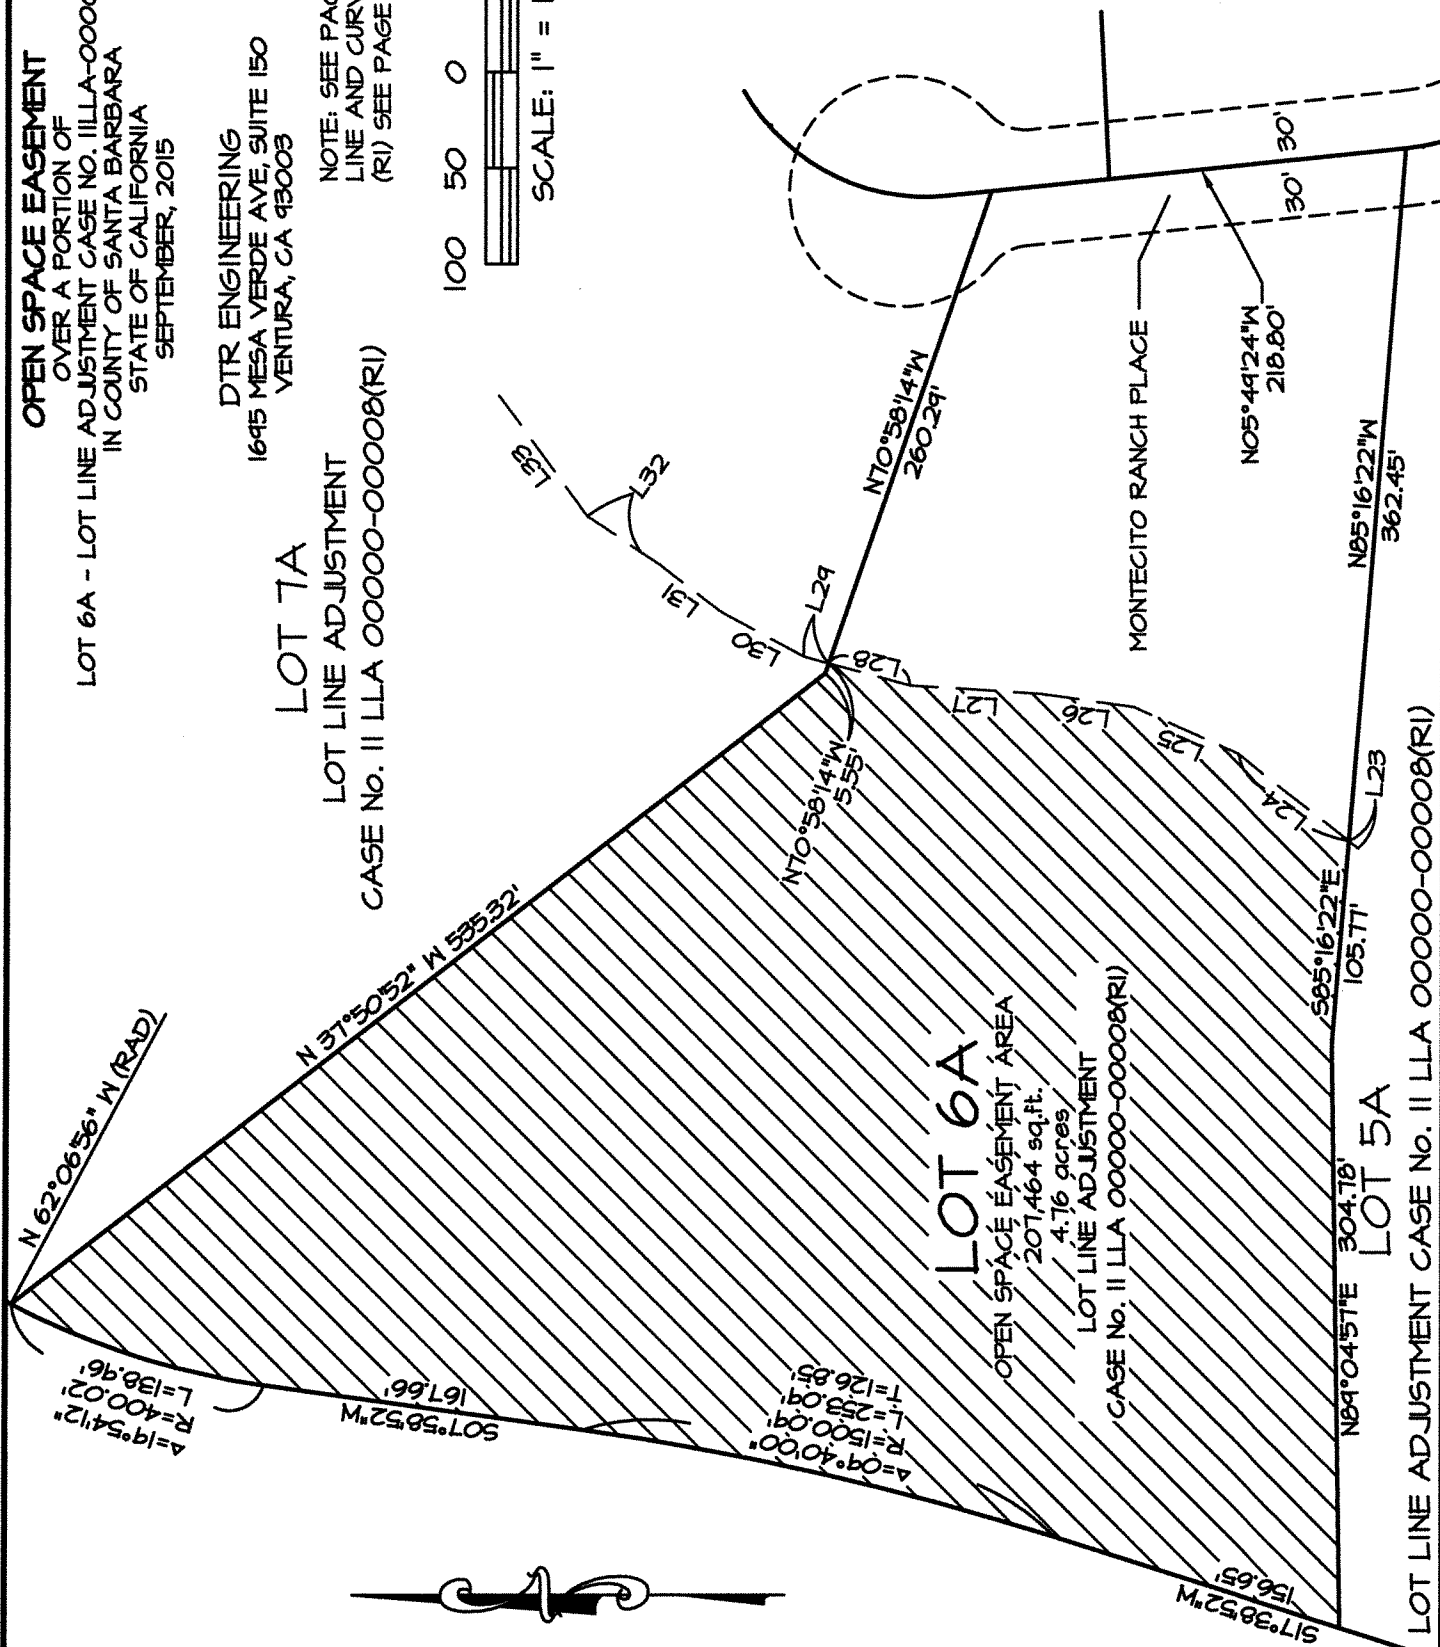 OPEN SPACE EASEMENT
OVER A PORTION OF
LOT 6A - LOT LINE ADJUSTMENT CASE NO. 11LLA-0000
IN COUNTY OF SANTA BARBARA
STATE OF CALIFORNIA
SEPTEMBER, 2015
DTR ENGINEERING
1695 MESA VERDE AVE, SUITE 150
VENTURA, CA 93003
NOTE: SEE PAG
LINE AND CURV
(R1) SEE PAGE
100 50 0
SCALE: 1" =
LOT 7A
LOT LINE ADJUSTMENT
CASE No. 11 LLA 00000-00008(R1)
L33
L32
L31
L30
L29
L28
L27
L26
L25
L24
L23
N70°58'14"W
260.29'
N70°58'14"W
5.55'
MONTECITO RANCH PLACE
30'
30'
N05°49'24"W
218.80'
N85°16'22"W
362.45'
S85°16'22"E
105.77'
N 62°06'56" W (RAD)
N 37°50'52" W 535.32'
Δ=19°54'12"
R=400.02'
L=138.96'
S07°58'52"W
167.66'
Δ=09°40'00"
R=1500.09'
L=253.09'
T=126.85'
S17°38'52"W
156.65'
LOT 6A
OPEN SPACE EASEMENT AREA
207,464 sq.ft.
4.76 acres
LOT LINE ADJUSTMENT
CASE No. 11 LLA 00000-00008(R1)
N89°04'57"E 304.78'
LOT 5A
LOT LINE ADJUSTMENT CASE No. 11 LLA 00000-00008(R1)